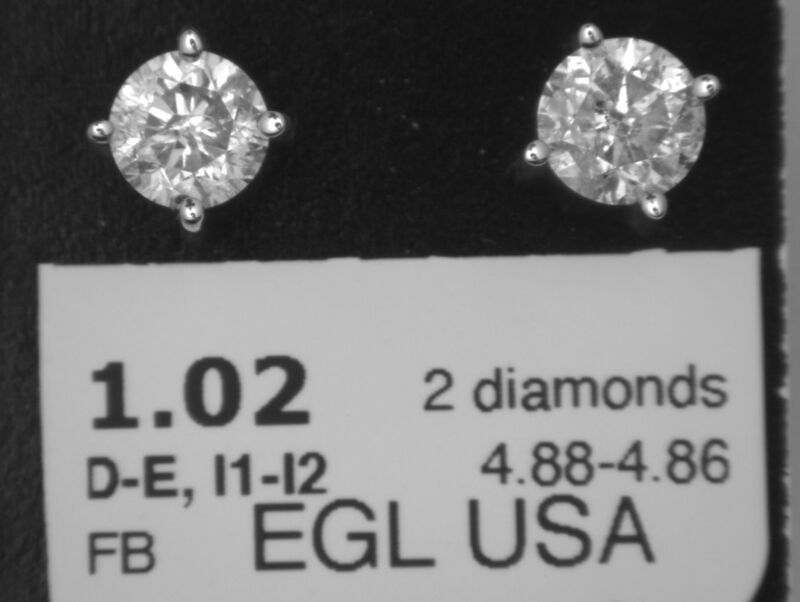 1.02 2 diamonds
D-E, I1-I2 4.88-4.86
FB EGL USA